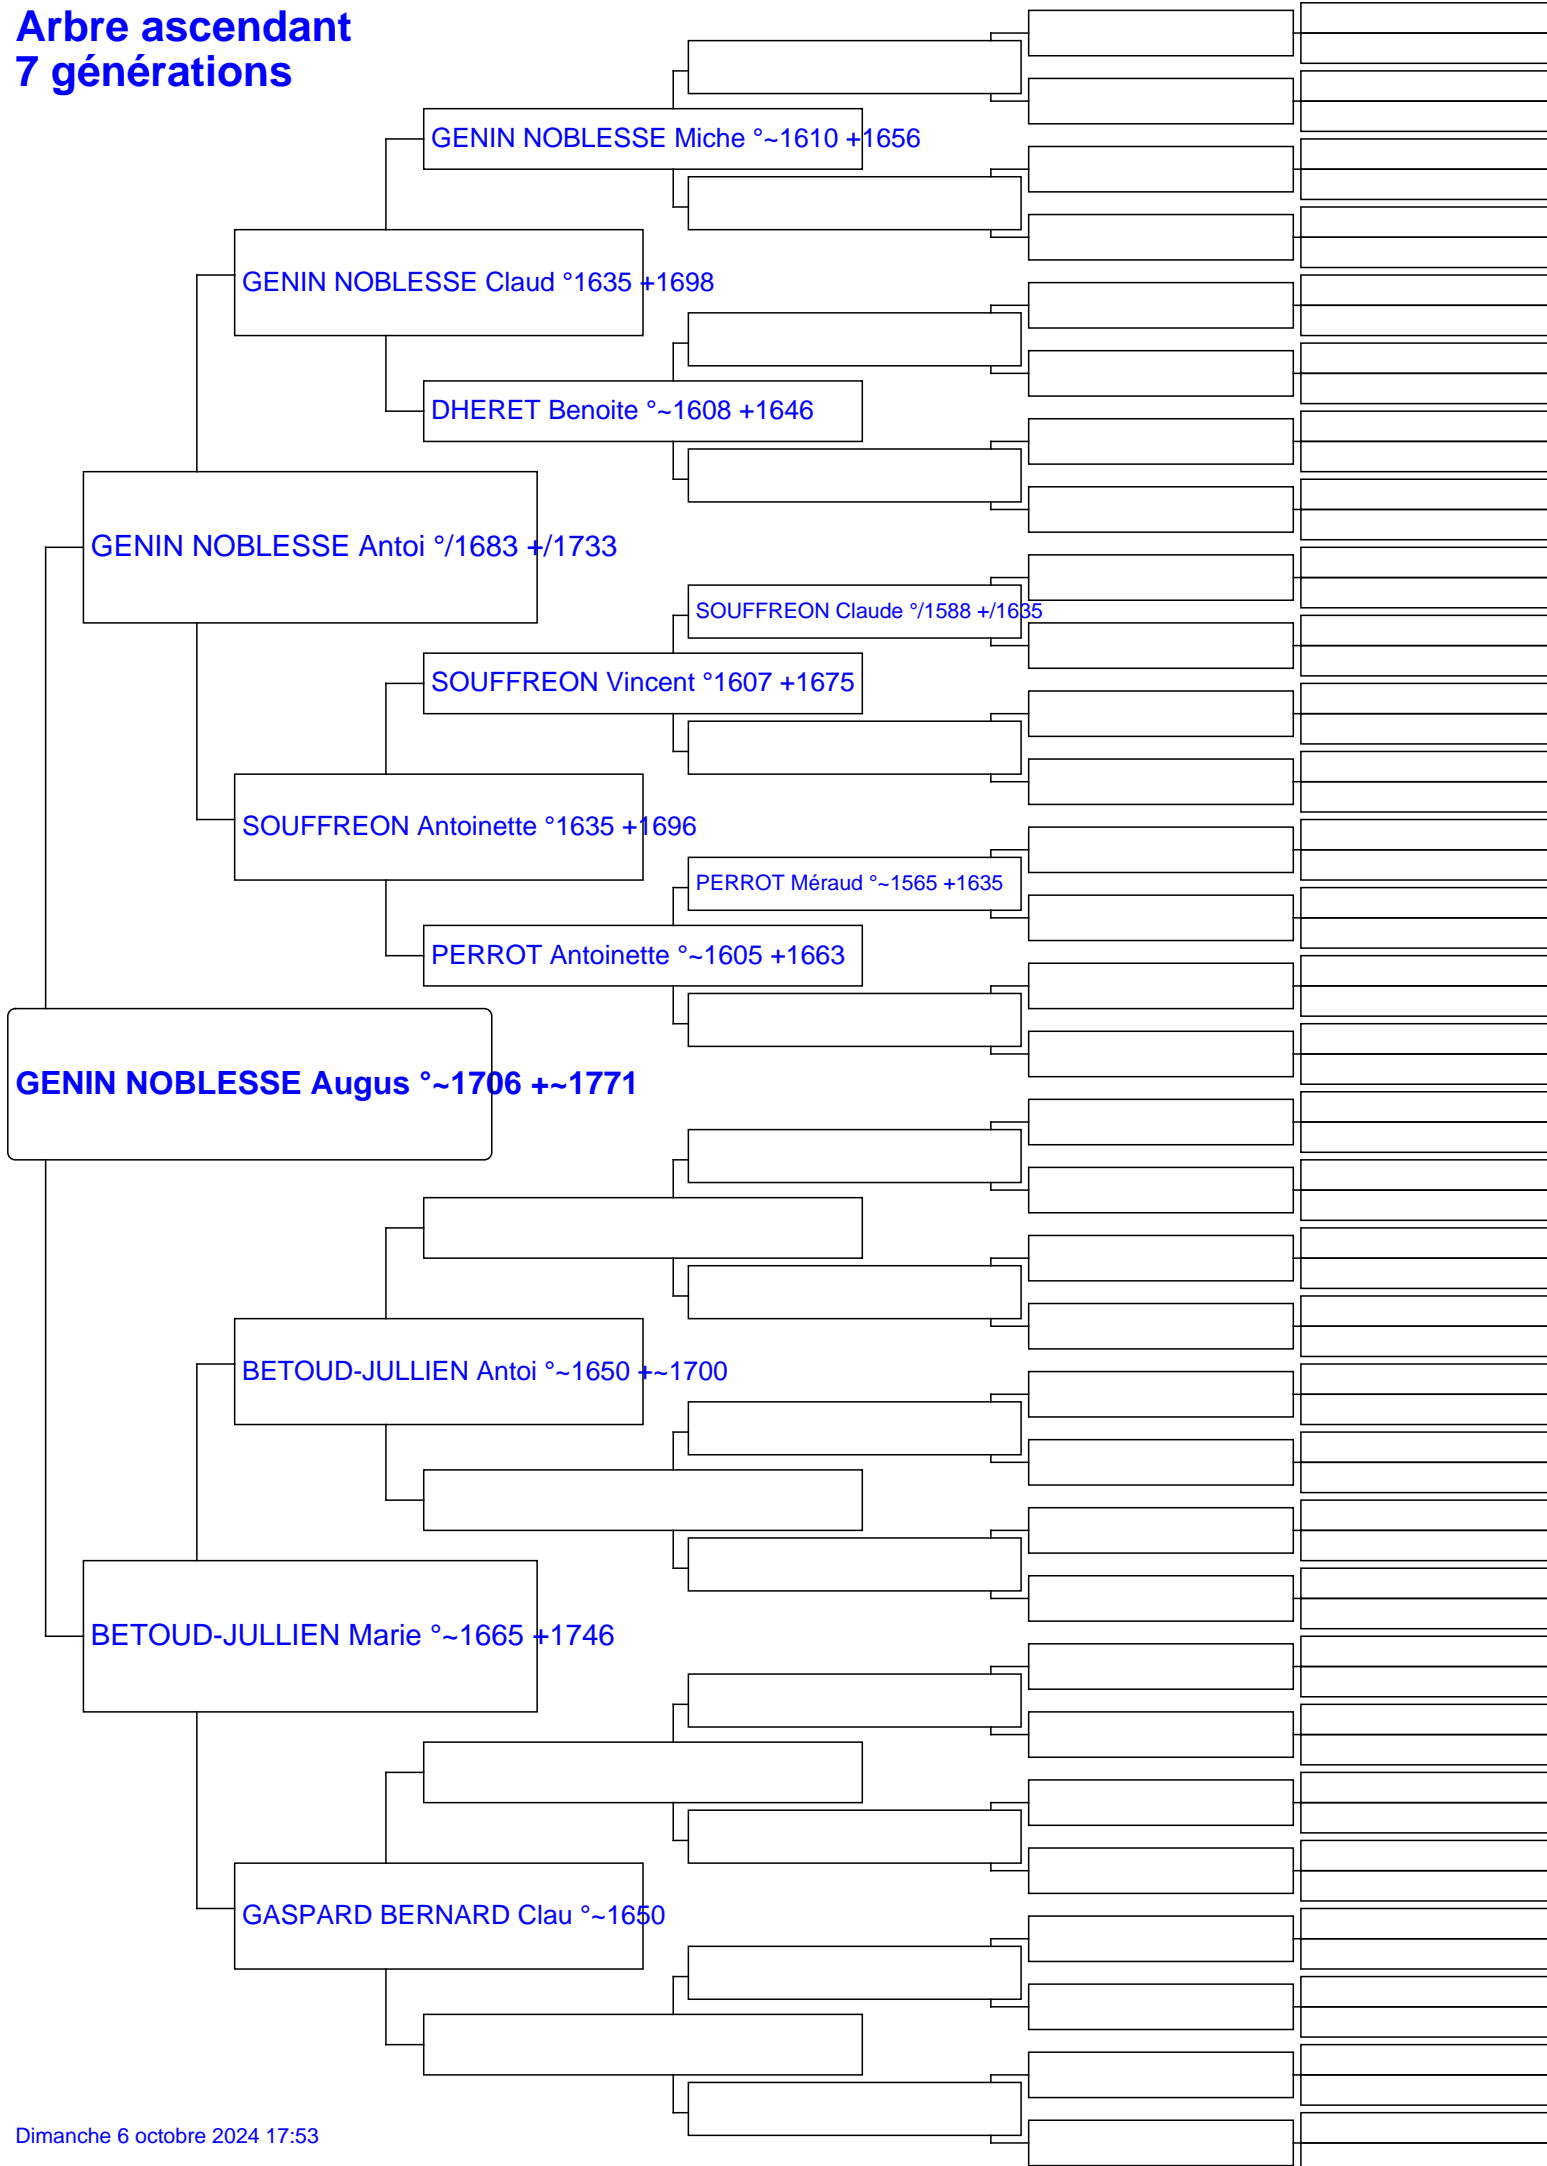 Arbre ascendant
7 générations
GENIN NOBLESSE Miche °~1610 +1656
GENIN NOBLESSE Claud °1635 +1698
DHERET Benoite °~1608 +1646
GENIN NOBLESSE Antoi °/1683 +/1733
SOUFFREON Claude °/1588 +/1635
SOUFFREON Vincent °1607 +1675
SOUFFREON Antoinette °1635 +1696
PERROT Méraud °~1565 +1635
PERROT Antoinette °~1605 +1663
GENIN NOBLESSE Augus °~1706 +~1771
BETOUD-JULLIEN Antoi °~1650 +~1700
BETOUD-JULLIEN Marie °~1665 +1746
GASPARD BERNARD Clau °~1650
Dimanche 6 octobre 2024 17:53